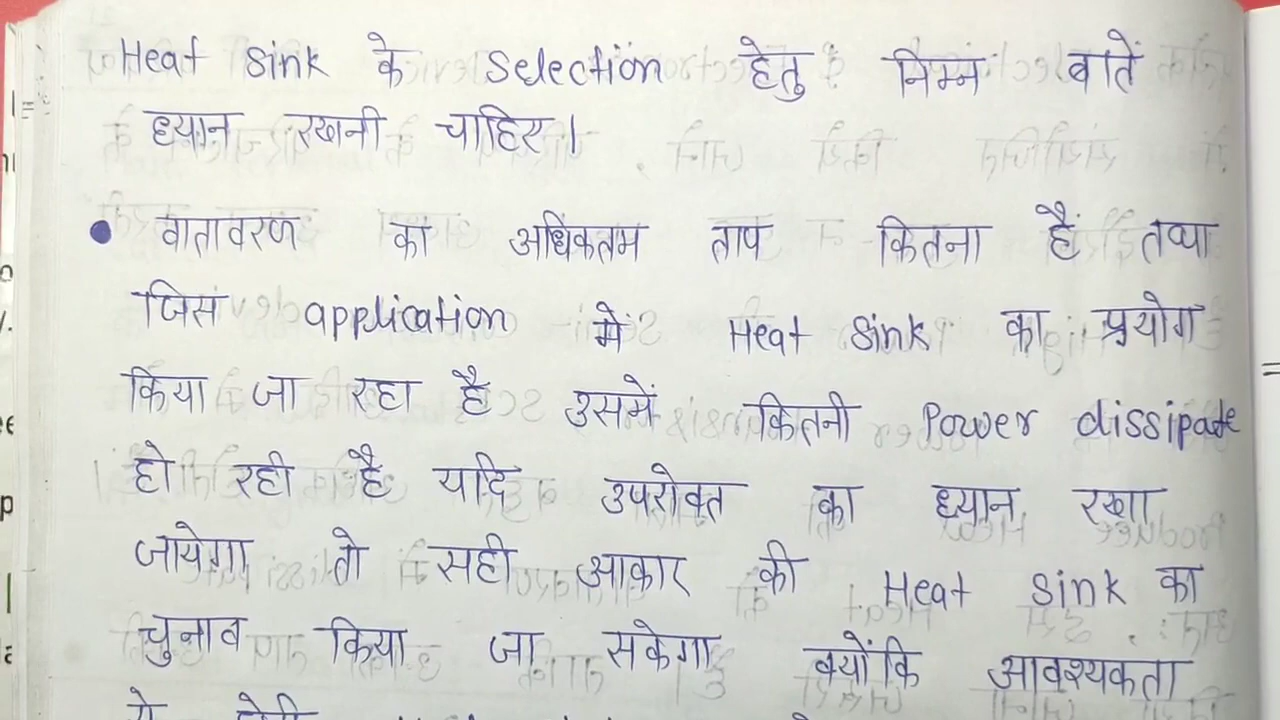 Heat Sink के Selection हेतु निम्न बातें
ध्यान रखनी चाहिए।
• वातावरण का अधिकतम ताप कितना हैं तथा
जिस application में Heat Sink का प्रयोग
किया जा रहा है उसमें कितनी Power dissipate
हो रही है यदि उपरोक्त का ध्यान रखा
जायेगा तो सही आकार की Heat Sink का
चुनाव किया जा सकेगा क्योंकि आवश्यकता